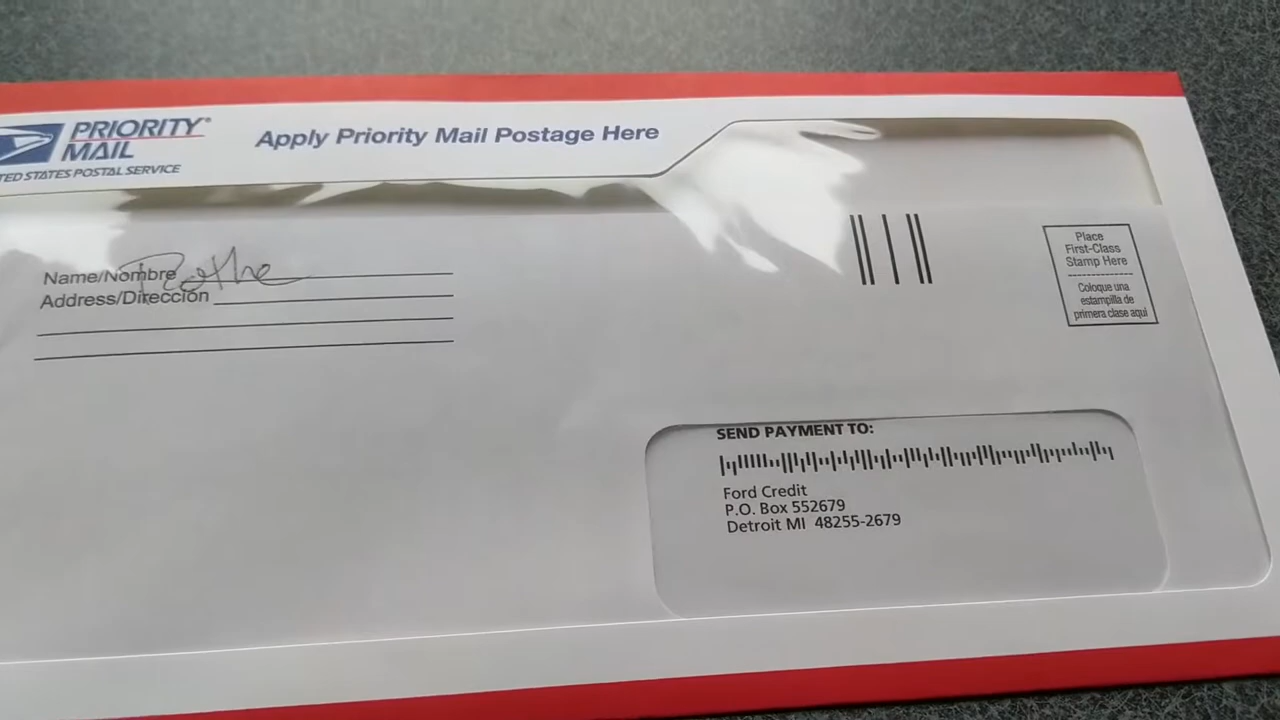 PRIORITY®
MAIL
TED STATES POSTAL SERVICE
Apply Priority Mail Postage Here
Name/Nombre
Address/Dirección
Place
First-Class
Stamp Here
Coloque una
estampilla de
primera clase aquí
SEND PAYMENT TO:
Ford Credit
P.O. Box 552679
Detroit MI 48255-2679